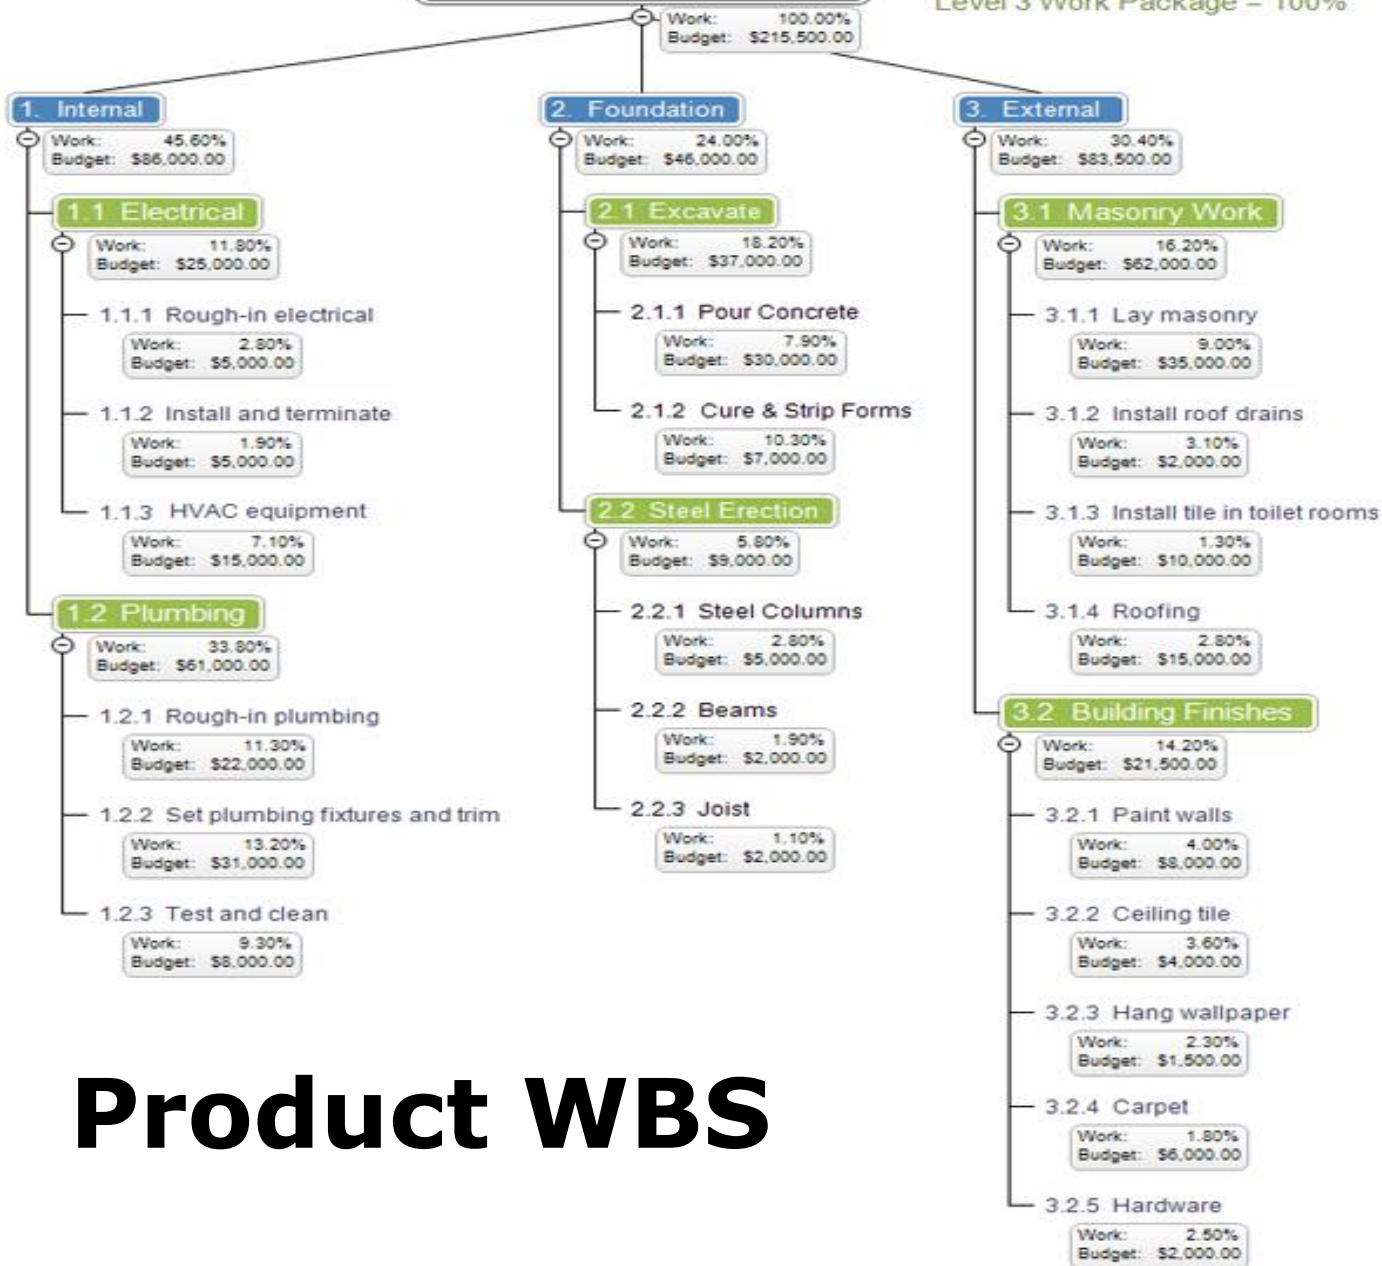 Level 3 Work Package = 100%
Work: 100.00%
Budget: $215,500.00
1. Internal
Work: 45.60%
Budget: $86,000.00
1.1 Electrical
Work: 11.80%
Budget: $25,000.00
1.1.1 Rough-in electrical
Work: 2.80%
Budget: $5,000.00
1.1.2 Install and terminate
Work: 1.90%
Budget: $5,000.00
1.1.3 HVAC equipment
Work: 7.10%
Budget: $15,000.00
1.2 Plumbing
Work: 33.80%
Budget: $61,000.00
1.2.1 Rough-in plumbing
Work: 11.30%
Budget: $22,000.00
1.2.2 Set plumbing fixtures and trim
Work: 13.20%
Budget: $31,000.00
1.2.3 Test and clean
Work: 9.30%
Budget: $8,000.00
2. Foundation
Work: 24.00%
Budget: $46,000.00
2.1 Excavate
Work: 18.20%
Budget: $37,000.00
2.1.1 Pour Concrete
Work: 7.90%
Budget: $30,000.00
2.1.2 Cure & Strip Forms
Work: 10.30%
Budget: $7,000.00
2.2 Steel Erection
Work: 5.80%
Budget: $9,000.00
2.2.1 Steel Columns
Work: 2.80%
Budget: $5,000.00
2.2.2 Beams
Work: 1.90%
Budget: $2,000.00
2.2.3 Joist
Work: 1.10%
Budget: $2,000.00
3. External
Work: 30.40%
Budget: $83,500.00
3.1 Masonry Work
Work: 16.20%
Budget: $62,000.00
3.1.1 Lay masonry
Work: 9.00%
Budget: $35,000.00
3.1.2 Install roof drains
Work: 3.10%
Budget: $2,000.00
3.1.3 Install tile in toilet rooms
Work: 1.30%
Budget: $10,000.00
3.1.4 Roofing
Work: 2.80%
Budget: $15,000.00
3.2 Building Finishes
Work: 14.20%
Budget: $21,500.00
3.2.1 Paint walls
Work: 4.00%
Budget: $8,000.00
3.2.2 Ceiling tile
Work: 3.60%
Budget: $4,000.00
3.2.3 Hang wallpaper
Work: 2.30%
Budget: $1,500.00
3.2.4 Carpet
Work: 1.80%
Budget: $6,000.00
3.2.5 Hardware
Work: 2.50%
Budget: $2,000.00
Product WBS